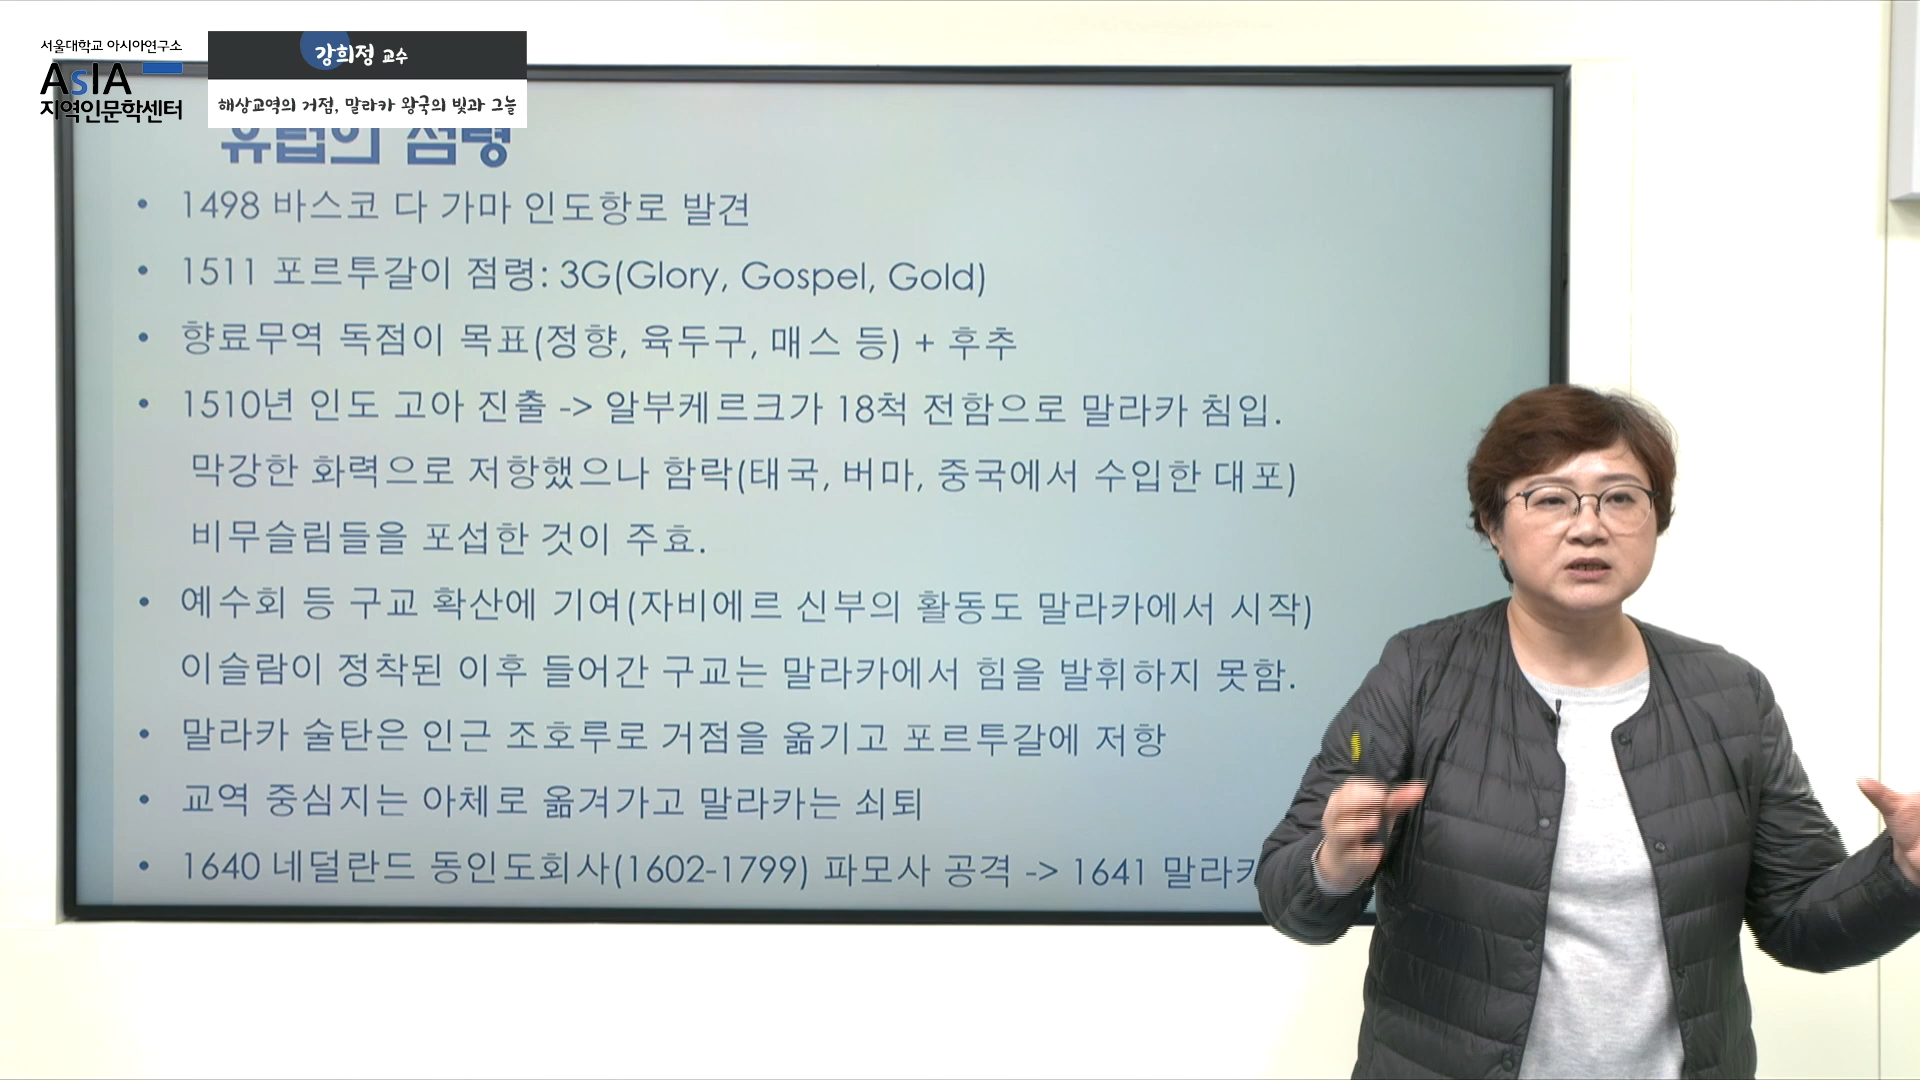 서울대학교 아시아연구소
AsIA
지역인문학센터
강희정 교수
해상교역의 거점, 말라카 왕국의 빛과 그늘
유럽의 점령
• 1498 바스코 다 가마 인도항로 발견
• 1511 포르투갈이 점령: 3G(Glory, Gospel, Gold)
• 향료무역 독점이 목표(정향, 육두구, 매스 등) + 후추
• 1510년 인도 고아 진출 -> 알부케르크가 18척 전함으로 말라카 침입.
막강한 화력으로 저항했으나 함락(태국, 버마, 중국에서 수입한 대포)
비무슬림들을 포섭한 것이 주효.
• 예수회 등 구교 확산에 기여(자비에르 신부의 활동도 말라카에서 시작)
이슬람이 정착된 이후 들어간 구교는 말라카에서 힘을 발휘하지 못함.
• 말라카 술탄은 인근 조호루로 거점을 옮기고 포르투갈에 저항
• 교역 중심지는 아체로 옮겨가고 말라카는 쇠퇴
• 1640 네덜란드 동인도회사(1602-1799) 파모사 공격 -> 1641 말라카